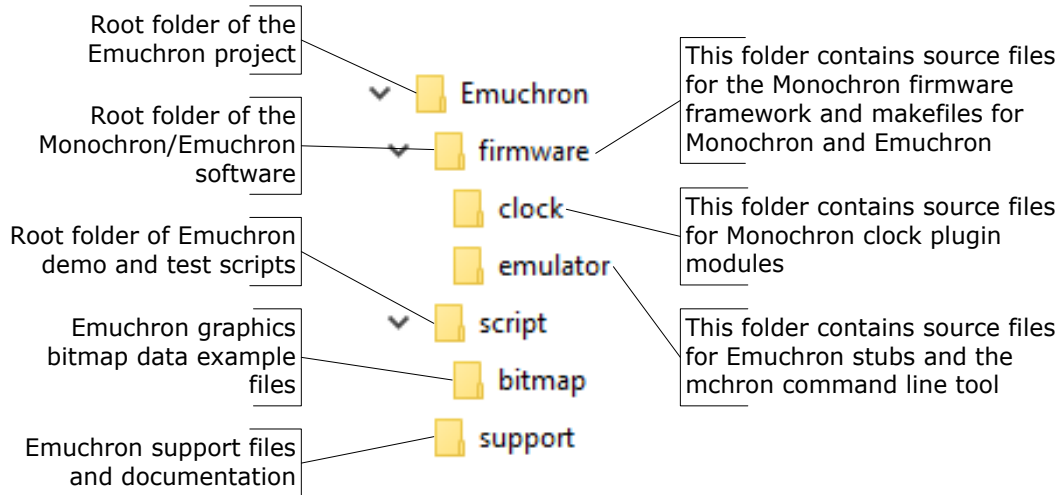 Root folder of the
Emuchron project
Root folder of the
Monochron/Emuchron
software
Root folder of Emuchron
demo and test scripts
Emuchron graphics
bitmap data example
files
Emuchron support files
and documentation
Emuchron
firmware
clock
emulator
script
bitmap
support
This folder contains source files
for the Monochron firmware
framework and makefiles for
Monochron and Emuchron
This folder contains source files
for Monochron clock plugin
modules
This folder contains source files
for Emuchron stubs and the
mchron command line tool